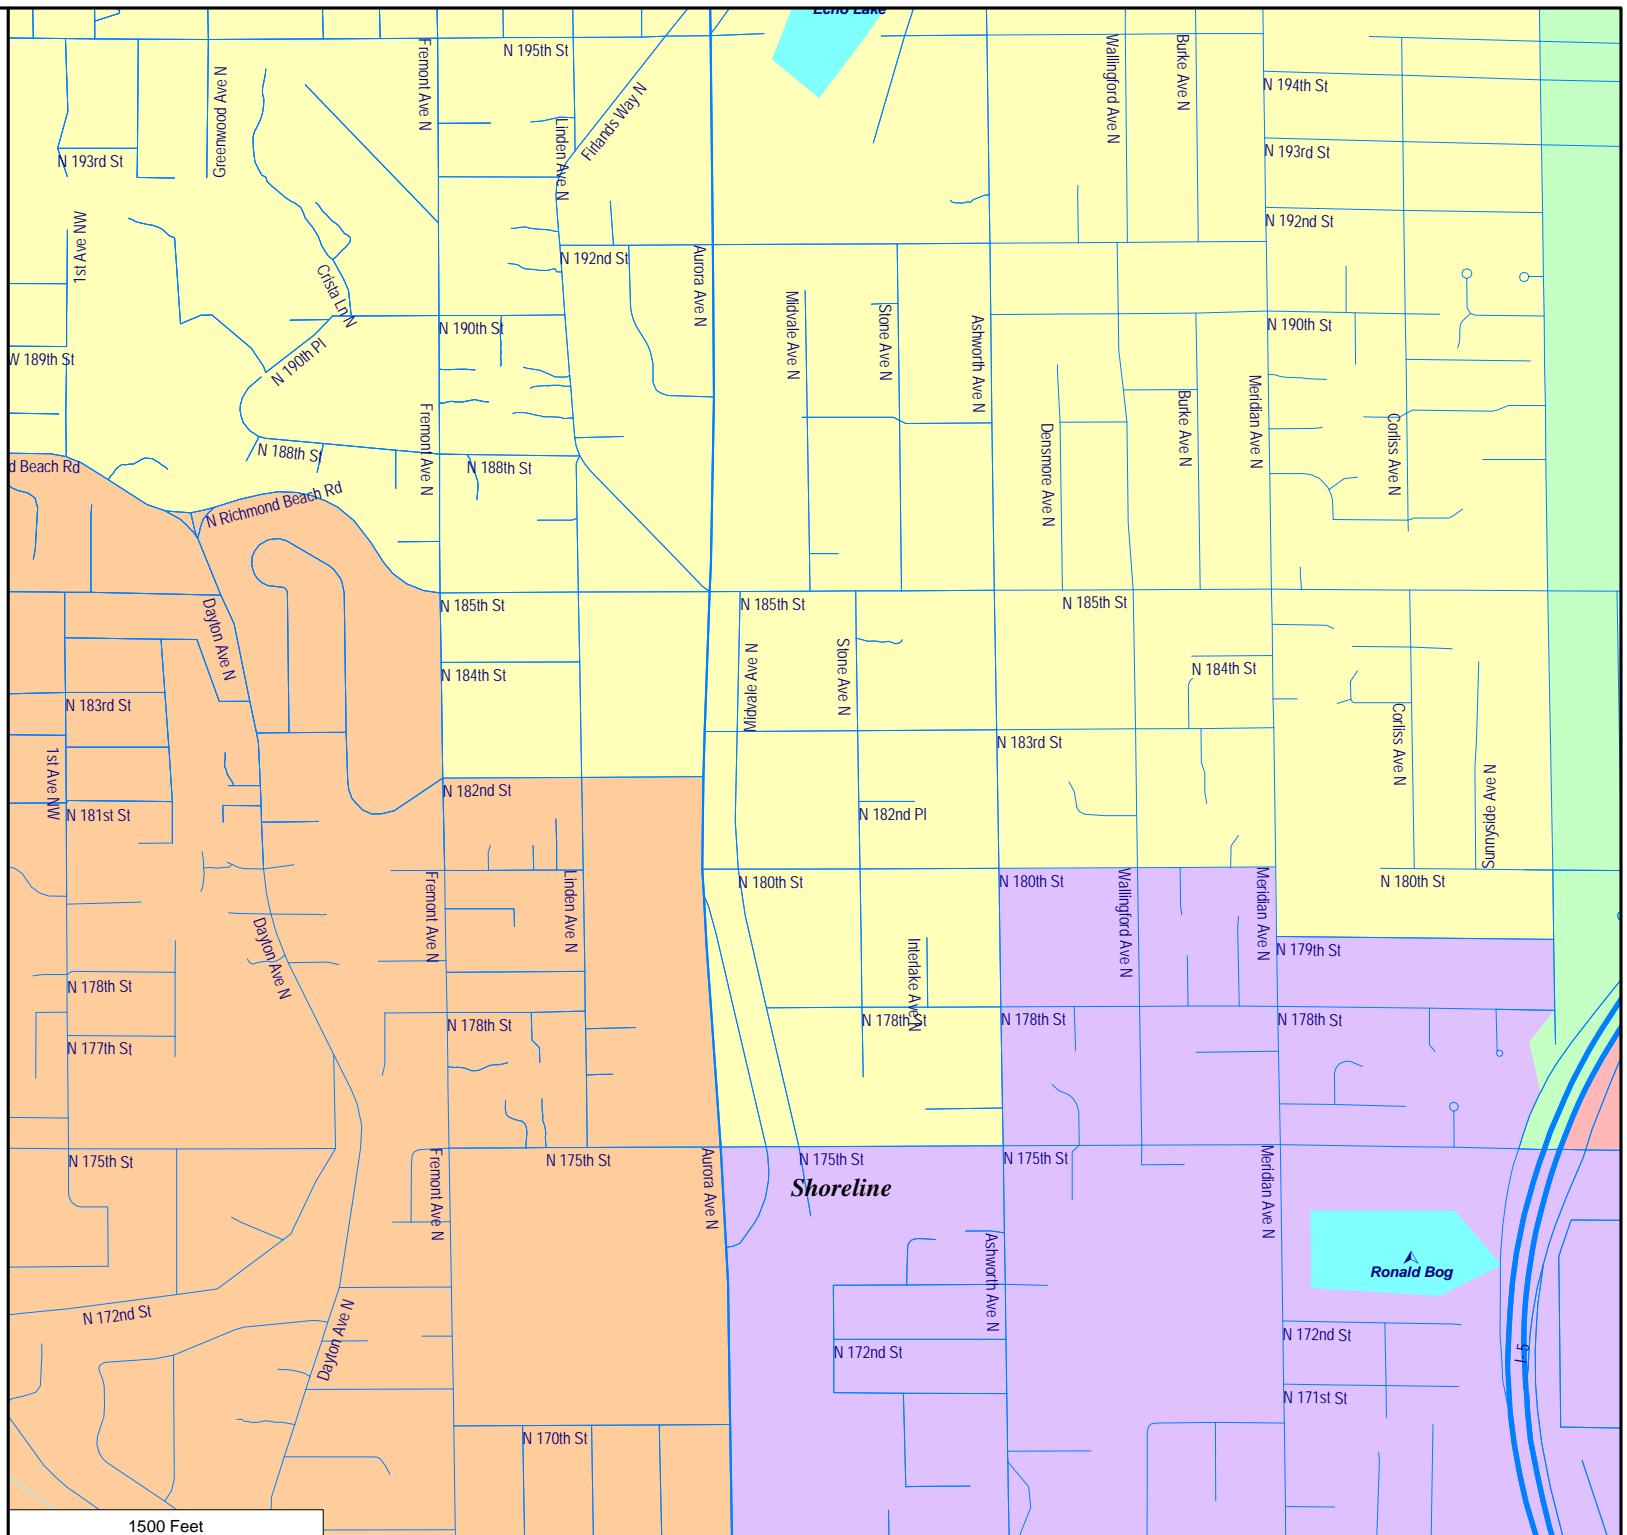 Echo Lake
N 195th St
Fremont Ave N
Greenwood Ave N
Linden Ave N
Firlands Way N
Wallingford Ave N
Burke Ave N
N 194th St
N 193rd St
N 193rd St
1st Ave NW
N 192nd St
N 192nd St
Aurora Ave N
Crista Ln N
Midvale Ave N
Stone Ave N
Ashworth Ave N
N 190th St
N 190th St
N 190th Pl
W 189th St
Meridian Ave N
Fremont Ave N
Burke Ave N
Corliss Ave N
Densmore Ave N
N 188th St
N 188th St
d Beach Rd
N Richmond Beach Rd
N 185th St
N 185th St
N 185th St
Dayton Ave N
Midvale Ave N
Stone Ave N
N 184th St
N 184th St
N 183rd St
Corliss Ave N
N 183rd St
1st Ave NW
Sunnyside Ave N
N 182nd St
N 182nd Pl
N 181st St
N 180th St
N 180th St
N 180th St
Fremont Ave N
Linden Ave N
Wallingford Ave N
Meridian Ave N
Dayton Ave N
Interlake Ave N
N 179th St
N 178th St
N 178th St
N 178th St
N 178th St
N 178th St
N 177th St
N 175th St
N 175th St
N 175th St
N 175th St
Fremont Ave N
Aurora Ave N
Meridian Ave N
Shoreline
Ashworth Ave N
Ronald Bog
N 172nd St
Dayton Ave N
N 172nd St
N 172nd St
I-5
N 171st St
N 170th St
1500 Feet